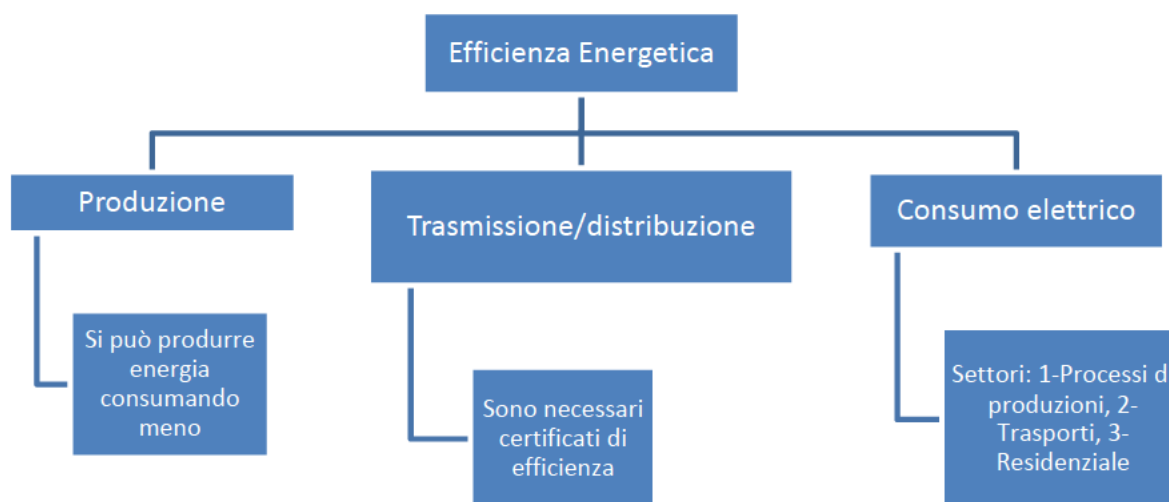 Efficienza Energetica
Produzione
Trasmissione/distribuzione
Consumo elettrico
Si può produrre
energia
consumando
meno
Sono necessari
certificati di
efficienza
Settori: 1-Processi d
produzioni, 2-
Trasporti, 3-
Residenziale